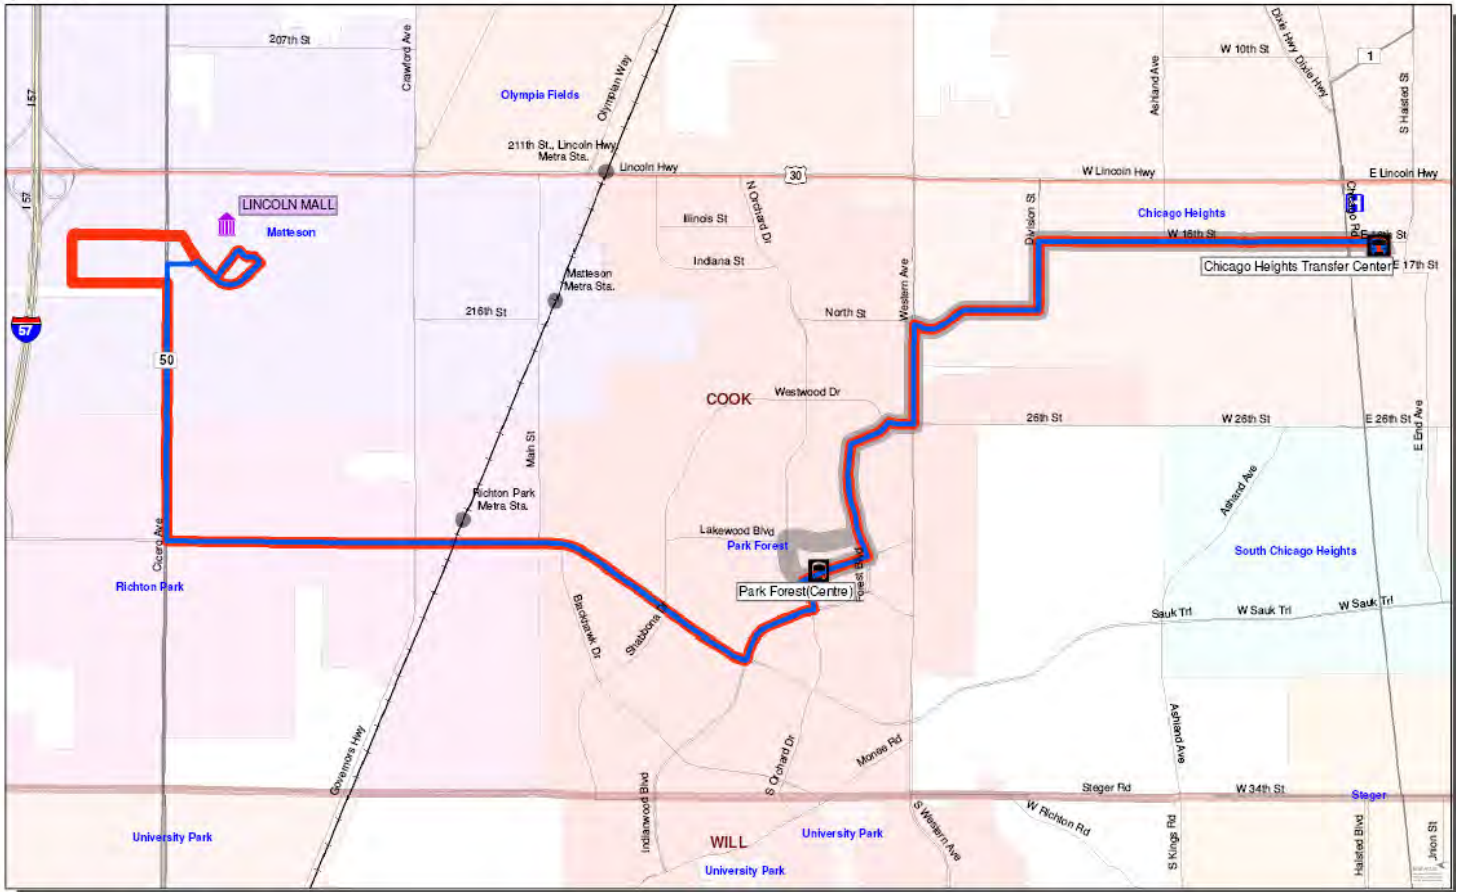 207th St
Crawford Ave
Olympia Fields
Olympian Way
Ashland Ave
W 10th St
Dixie Hwy
Dixie Hwy
1
S Halsted St
I 57
I 57
211th St., Lincoln Hwy
Metra Sta.
Lincoln Hwy
30
W Lincoln Hwy
E Lincoln Hwy
LINCOLN MALL
Matteson
Illinois St
N Orchard Dr
Indiana St
Division St
Chicago Heights
W 16th St
Chicago Rd
Chicago Heights Transfer Center
E 17th St
Matteson
Metra Sta.
Western Ave
216th St
North St
57
50
COOK
Westwood Dr
26th St
W 26th St
E 26th St
E End Ave
Main St
Richton Park
Metra Sta.
Ashland Ave
Cicero Ave
Lakewood Blvd
Park Forest
Forest Blvd
South Chicago Heights
Richton Park
Park Forest(Centre)
Blackhawk Dr
Shabbona Dr
Sauk Trl
W Sauk Trl
W Sauk Trl
Governors Hwy
Ashland Ave
Monee Rd
S Orchard Dr
Indianwood Blvd
Steger Rd
W 34th St
Steger
University Park
WILL
University Park
University Park
S Western Ave
W Richton Rd
S Kings Rd
Halsted Blvd
Union St